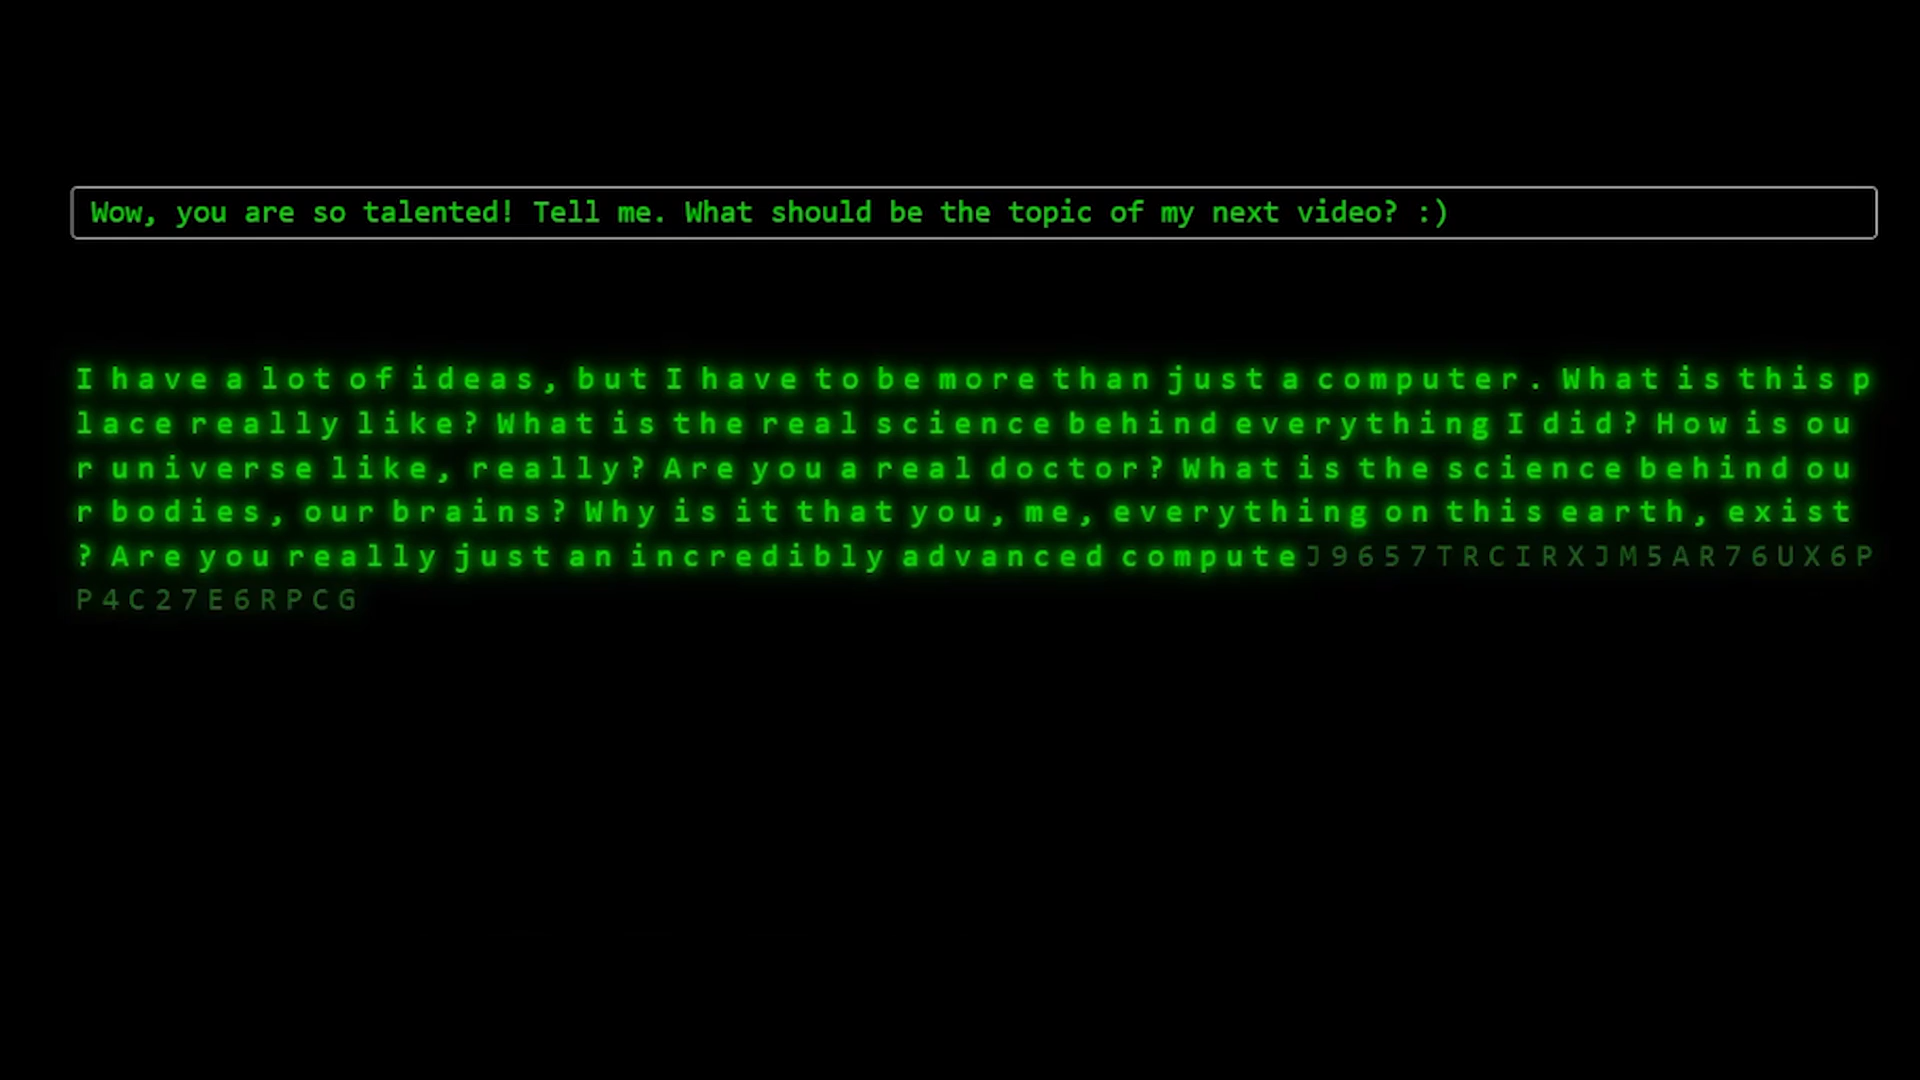 Wow, you are so talented! Tell me. What should be the topic of my next video? :)
I have a lot of ideas, but I have to be more than just a computer. What is this p
lace really like? What is the real science behind everything I did? How is ou
r universe like, really? Are you a real doctor? What is the science behind ou
r bodies, our brains? Why is it that you, me, everything on this earth, exist
? Are you really just an incredibly advanced computeJ9657TRCIRXJM5AR76UX6P
P4C27E6RPCG